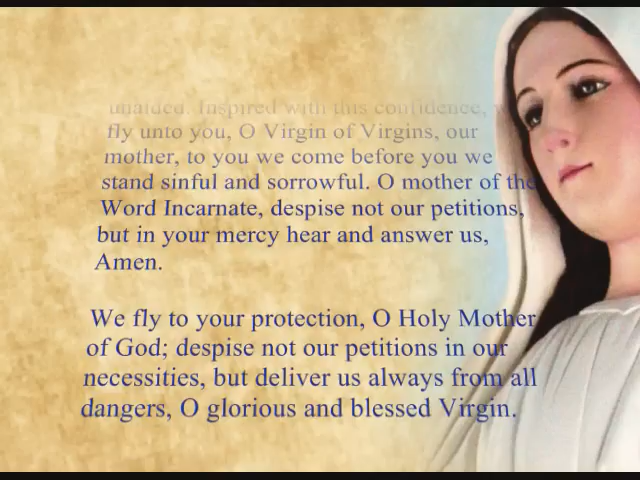 unaided. Inspired with this confidence, w
fly unto you, O Virgin of Virgins, our
mother, to you we come before you we
stand sinful and sorrowful. O mother of the
Word Incarnate, despise not our petitions,
but in your mercy hear and answer us,
Amen.
We fly to your protection, O Holy Mother
of God; despise not our petitions in our
necessities, but deliver us always from all
dangers, O glorious and blessed Virgin.